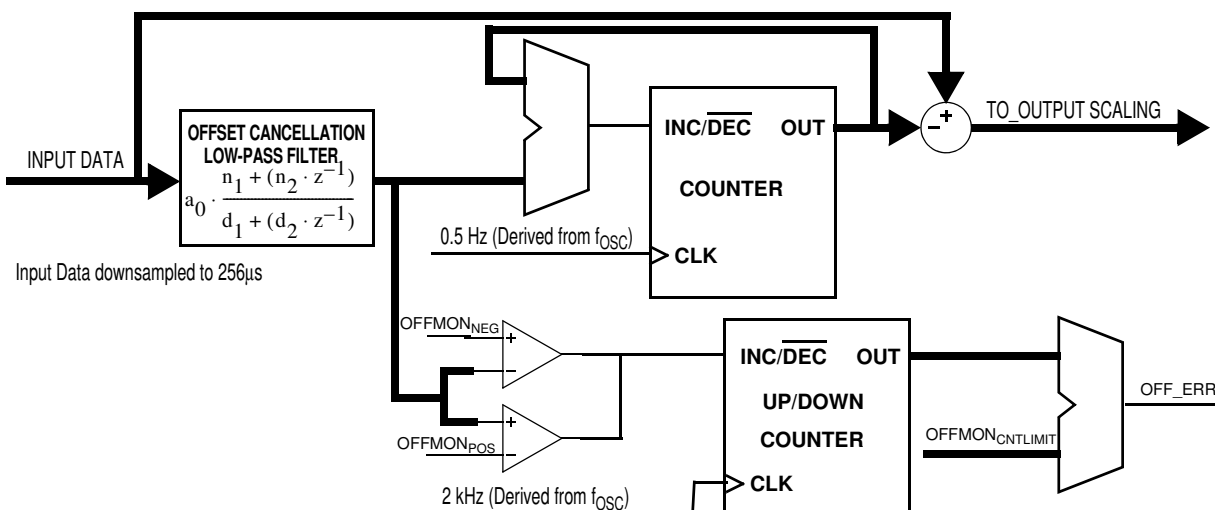 INC/DEC OUT
COUNTER
CLK
− +
TO_OUTPUT SCALING
INPUT DATA
OFFSET CANCELLATION
LOW-PASS FILTER
a0 · n1 + (n2 · z−1)
d1 + (d2 · z−1)
0.5 Hz (Derived from fOSC)
Input Data downsampled to 256μs
OFFMONNEG
+
−
+
−
OFFMONPOS
2 kHz (Derived from fOSC)
INC/DEC OUT
UP/DOWN
COUNTER
CLK
OFFMONCNTLIMIT
OFF_ERR